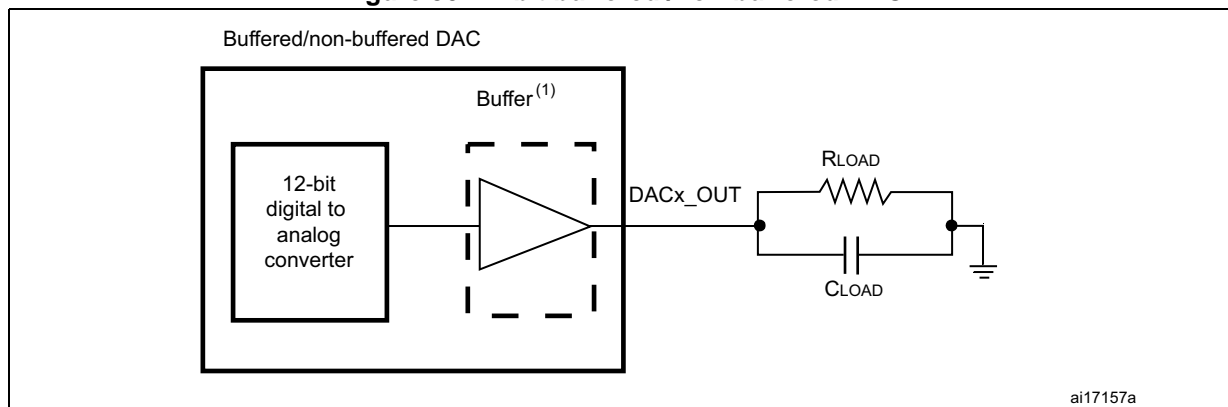 Buffered/non-buffered DAC
Buffer(1)
12-bit
digital to
analog
converter
DACx_OUT
RLOAD
CLOAD
ai17157a